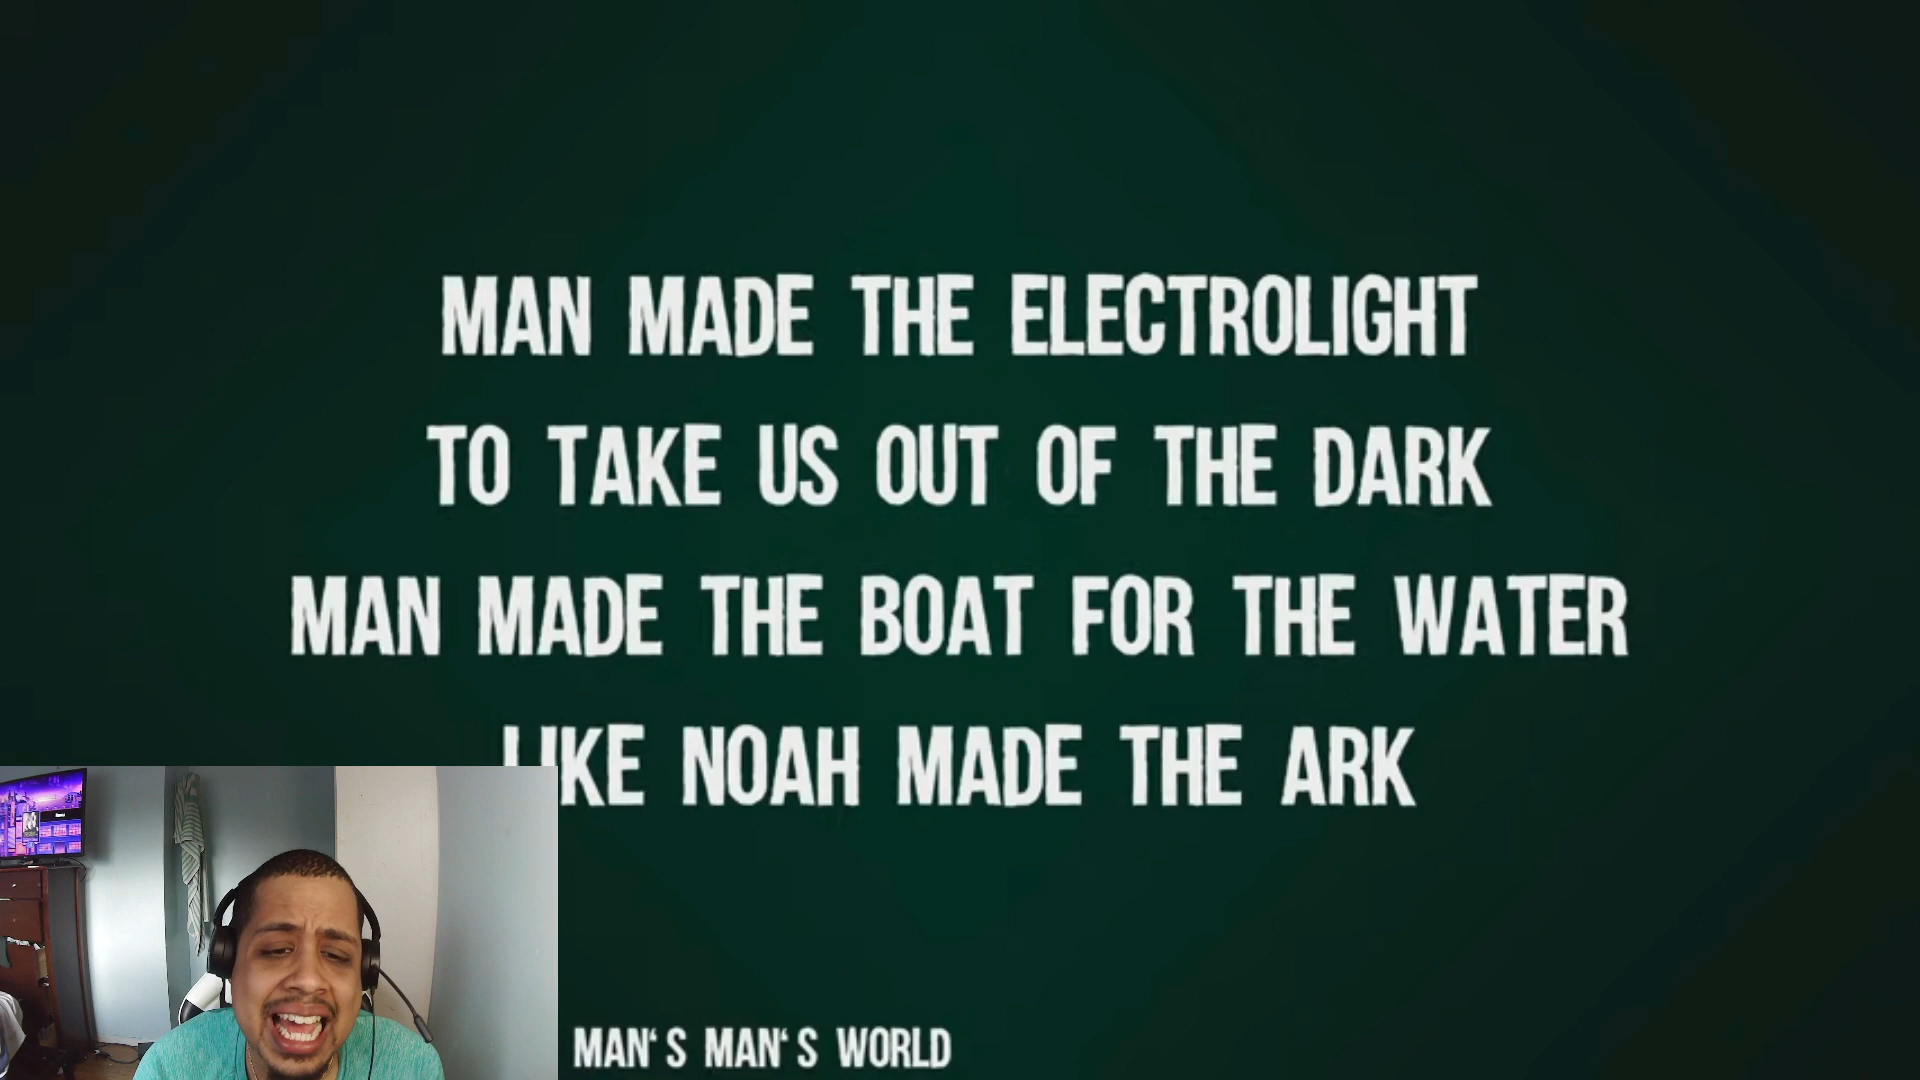 MAN MADE THE ELECTROLIGHT
TO TAKE US OUT OF THE DARK
MAN MADE THE BOAT FOR THE WATER
LIKE NOAH MADE THE ARK
MAN‘S MAN‘S WORLD